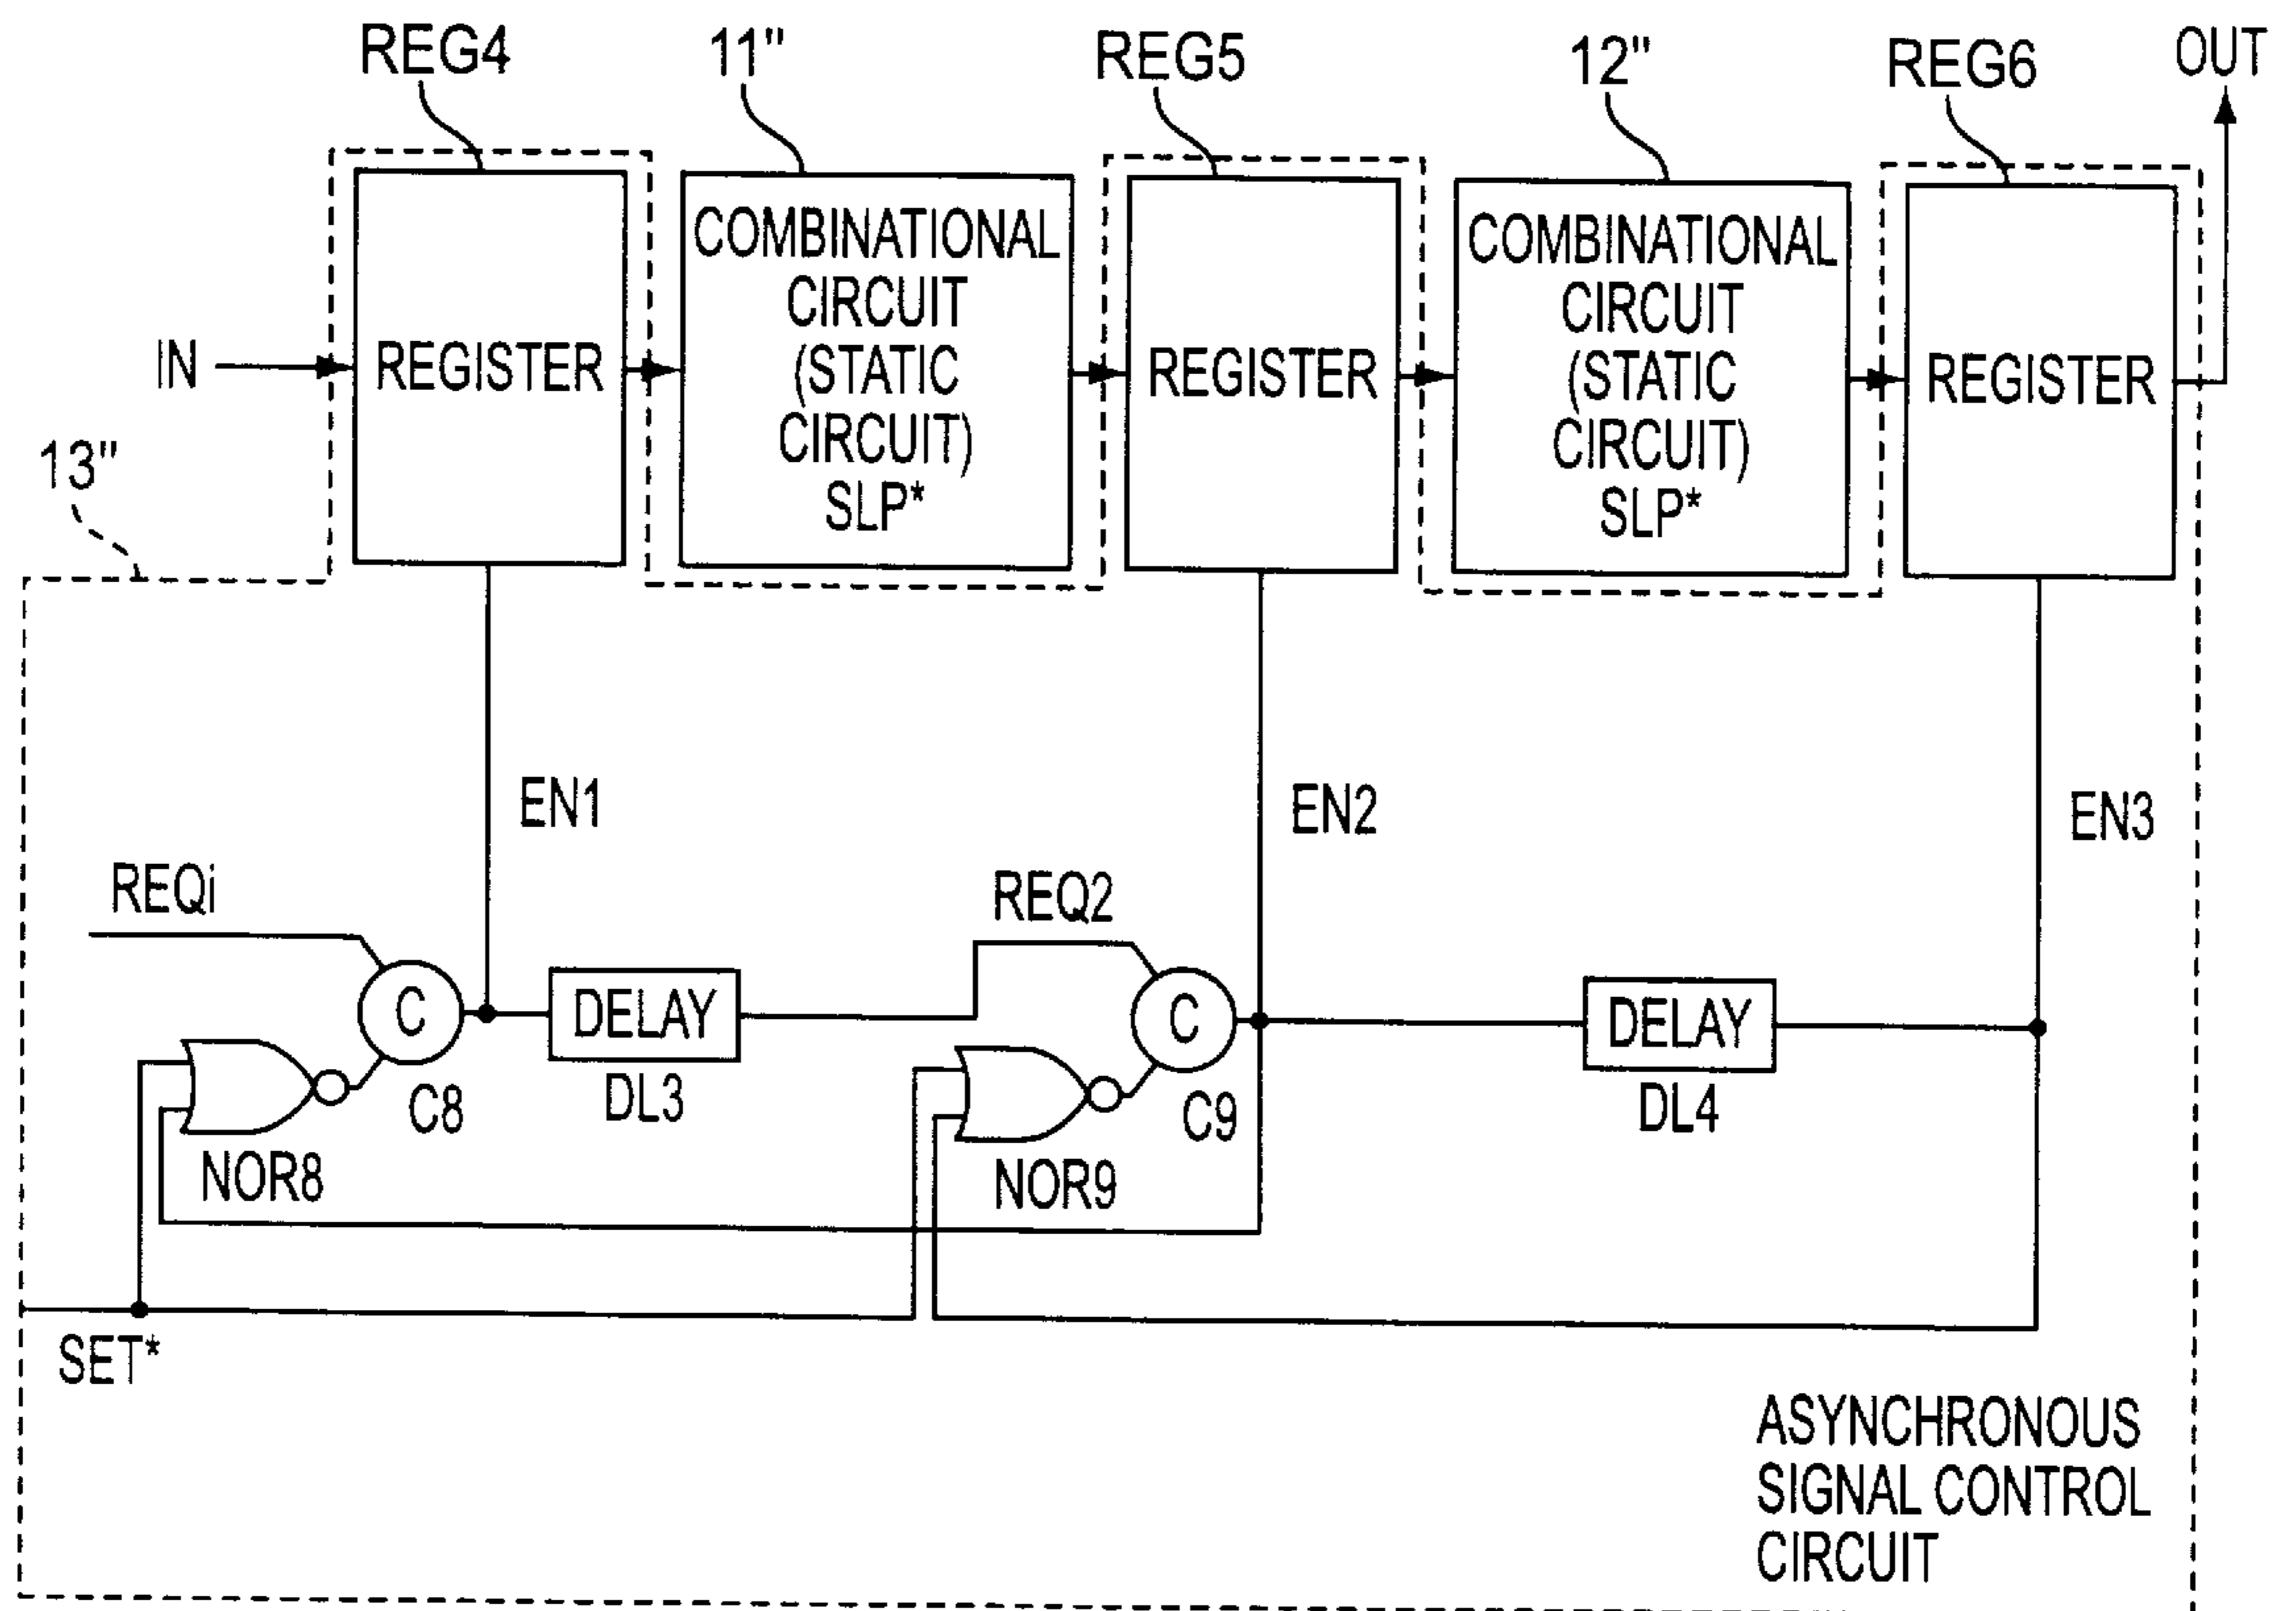 REG4
11"
REG5
12"
REG6
OUT
IN
REGISTER
COMBINATIONAL
CIRCUIT
(STATIC
CIRCUIT)
SLP*
REGISTER
COMBINATIONAL
CIRCUIT
(STATIC
CIRCUIT)
SLP*
REGISTER
13"
EN1
EN2
EN3
REQi
REQ2
C
DELAY
C
DELAY
C8
DL3
C9
DL4
NOR8
NOR9
SET*
ASYNCHRONOUS
SIGNAL CONTROL
CIRCUIT